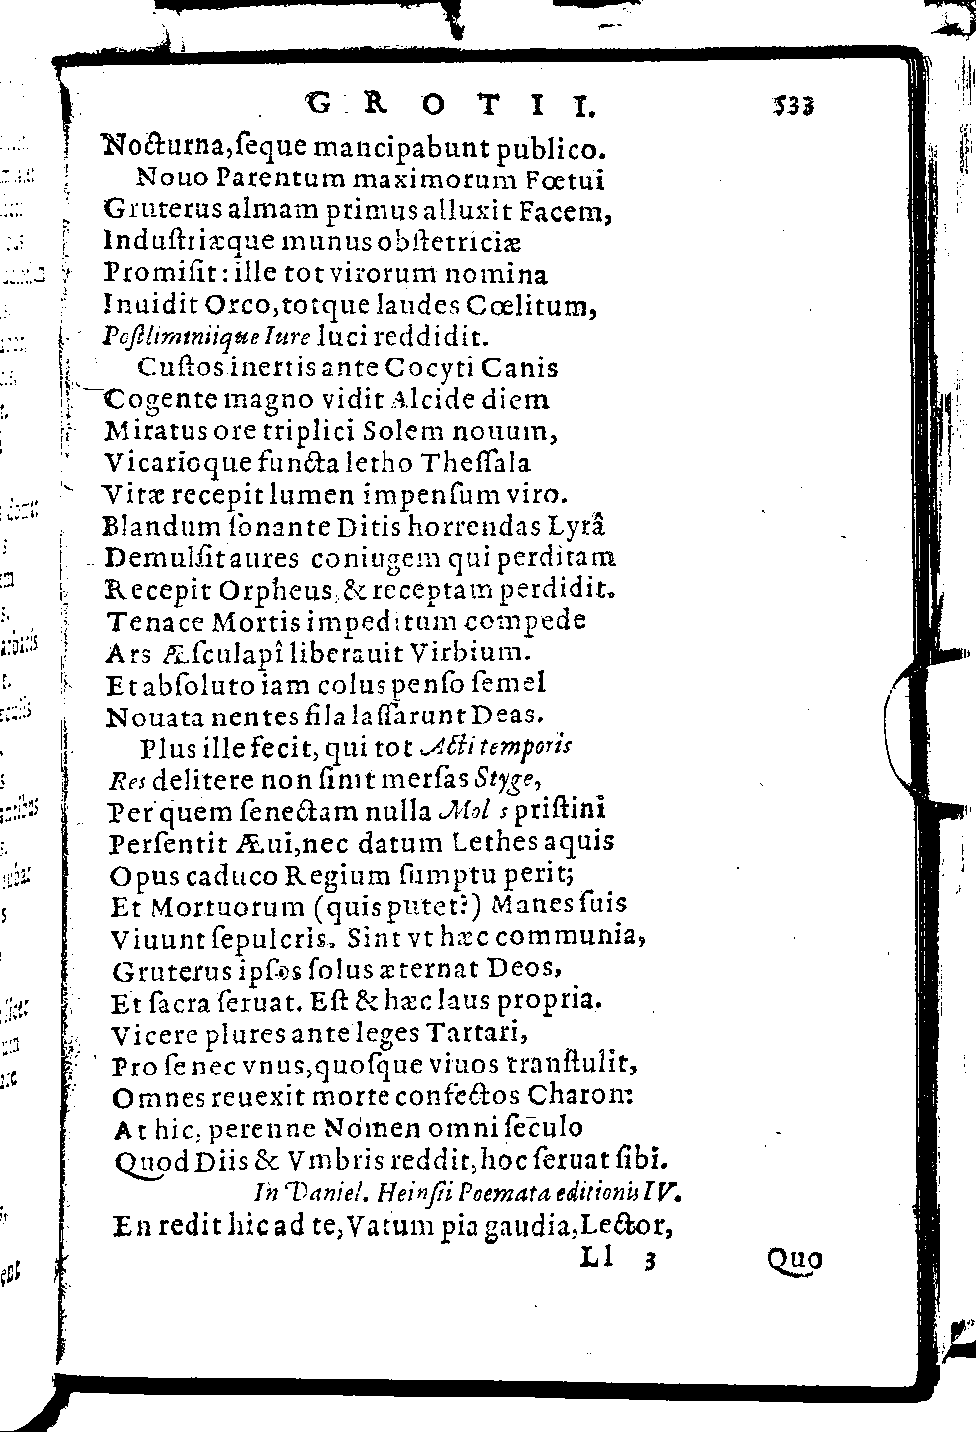 GROTII. 533
Nocturna,ſeque mancipabunt publico.
Nouo Parentum maximorum Fœtui
Gruterus almam primus alluxit Facem,
Induſtriæque munus obſtetriciæ
Promiſit: ille tot virorum nomina
Inuidit Orco,totque laudes Cœlitum,
Poſtliminiique Iure luci reddidit.
Cuſtos inertis ante Cocyti Canis
Cogente magno vidit Alcide diem
Miratus ore triplici Solem nouum,
Vicarioque functa letho Theſſala
Vitæ recepit lumen impenſum viro.
Blandum ſonante Ditis horrendas Lyrâ
Demulſit aures coniugem qui perditam
Recepit Orpheus,& receptam perdidit.
Tenace Mortis impeditum compede
Ars Æſculapî liberauit Virbium.
Et abſoluto iam colus penſo ſemel
Nouata nentes fila laſſarunt Deas.
Plus ille fecit, qui tot Acti temporis
Res delitere non ſinit merſas Styge,
Per quem ſenectam nulla Mol s priſtini
Perſentit Æui,nec datum Lethes aquis
Opus caduco Regium ſumptu perit;
Et Mortuorum (quis putet?) Manes ſuis
Viuunt ſepulcris. Sint vt hæc communia,
Gruterus ipſos ſolus æternat Deos,
Et ſacra ſeruat. Eſt & hæc laus propria.
Vicere plures ante leges Tartari,
Pro ſe nec vnus,quoſque viuos tranſtulit,
Omnes reuexit morte confectos Charon:
At hic, perenne Nomen omni ſeculo
Quod Diis & Vmbris reddit,hoc ſeruat ſibi.
In Daniel. Heinſii Poemata editionis IV.
En redit hic ad te,Vatum pia gaudia,Lector,
Ll 3 Quo